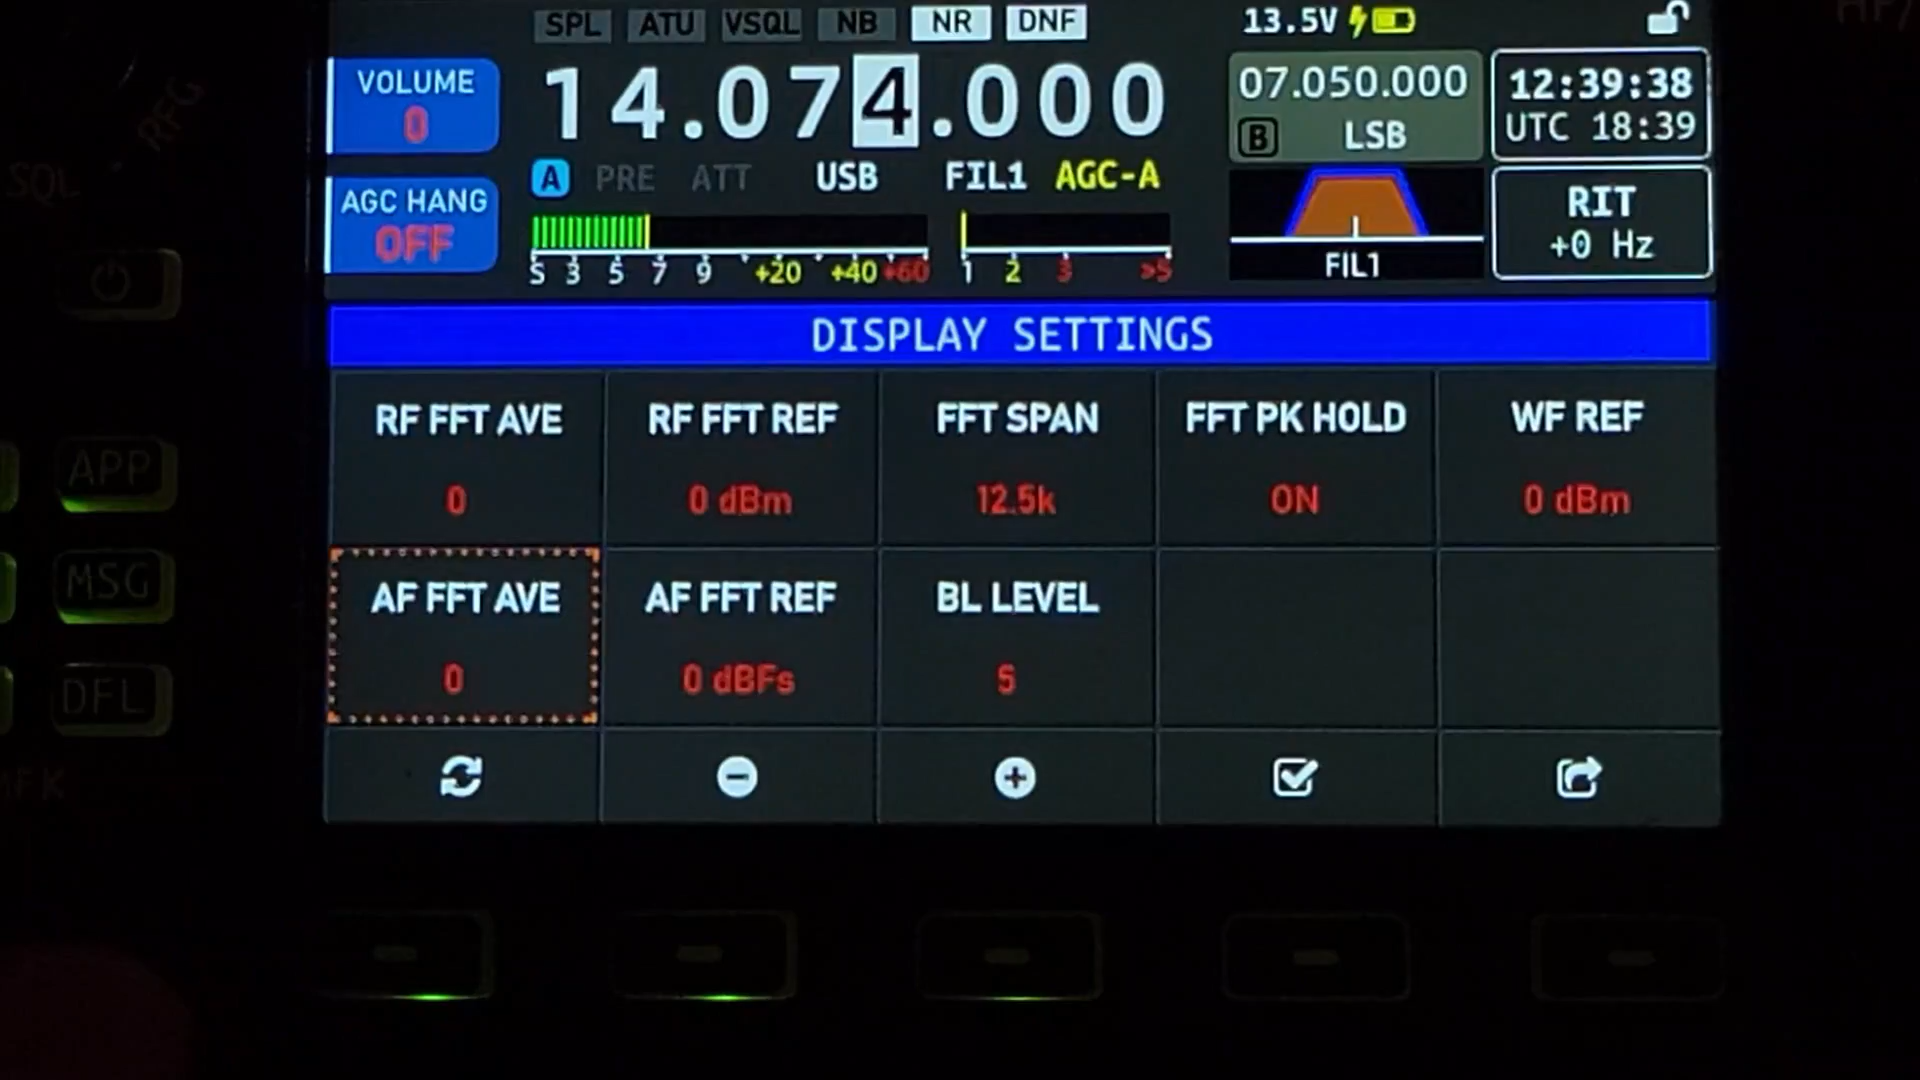 SPL ATU VSQL NB NR DNF 13.5V
VOLUME
0
14.074.000
07.050.000
B LSB
12:39:38
UTC 18:39
A PRE ATT USB FIL1 AGC-A
AGC HANG
OFF
S 3 5 7 9 +20 +40 +60
1 2 3 >5
FIL1
RIT
+0 Hz
DISPLAY SETTINGS
RF FFT AVE
0
RF FFT REF
0 dBm
FFT SPAN
12.5k
FFT PK HOLD
ON
WF REF
0 dBm
AF FFT AVE
0
AF FFT REF
0 dBFs
BL LEVEL
5
RFG
SQL
APP
MSG
DFL
MFK
HF/